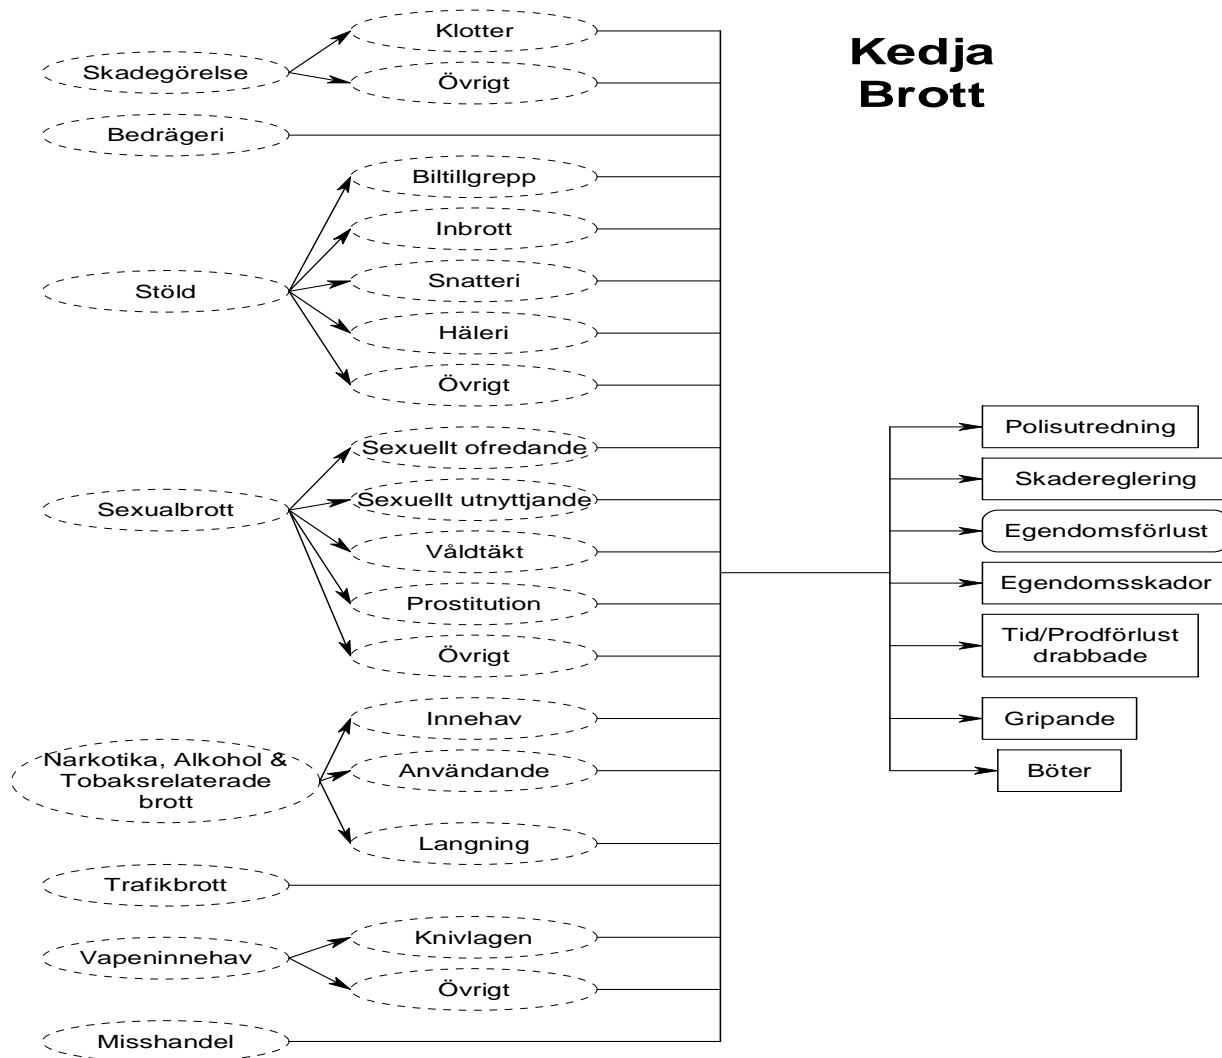 Kedja
Brott
Skadegörelse
Klotter
Övrigt
Bedrägeri
Stöld
Biltillgrepp
Inbrott
Snatteri
Häleri
Övrigt
Sexualbrott
Sexuellt ofredande
Sexuellt utnyttjande
Våldtäkt
Prostitution
Övrigt
Narkotika, Alkohol &
Tobaksrelaterade
brott
Innehav
Användande
Langning
Trafikbrott
Vapeninnehav
Knivlagen
Övrigt
Misshandel
Polisutredning
Skadereglering
Egendomsförlust
Egendomsskador
Tid/Prodförlust
drabbade
Gripande
Böter